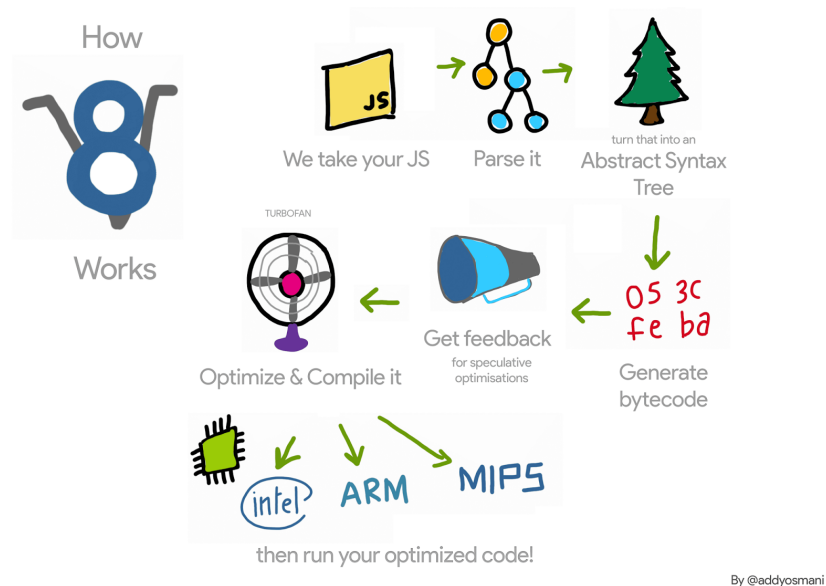 How
8
Works
JS
We take your JS
Parse it
turn that into an
Abstract Syntax
Tree
05 3c
fe ba
Generate
bytecode
Get feedback
for speculative
optimisations
TURBOFAN
Optimize & Compile it
intel
ARM
MIPS
then run your optimized code!
By @addyosmani